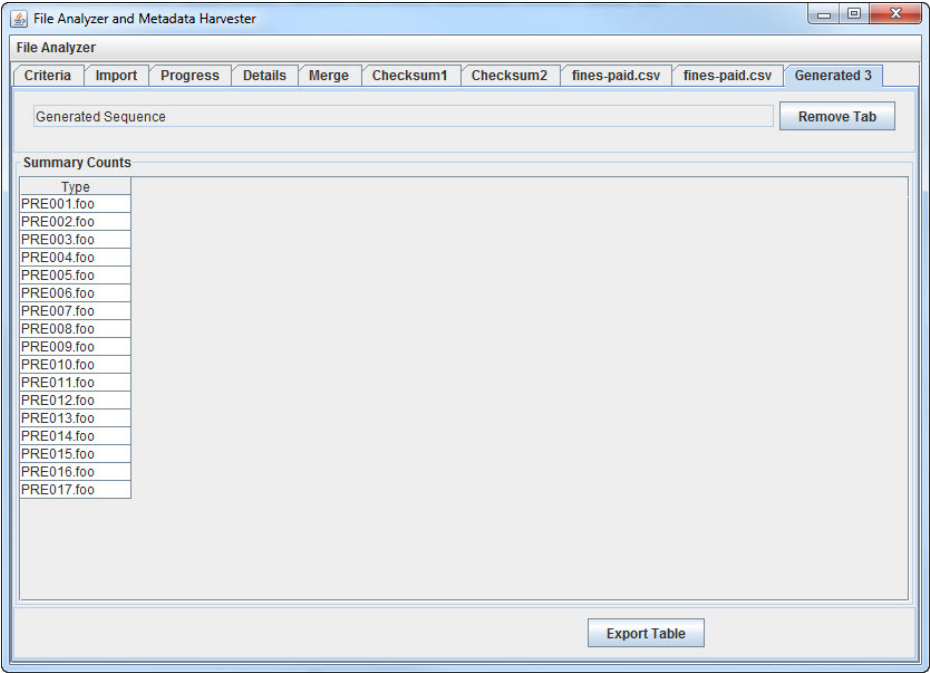 File Analyzer and Metadata Harvester
File Analyzer
Criteria Import Progress Details Merge Checksum1 Checksum2 fines-paid.csv fines-paid.csv Generated 3
Generated Sequence Remove Tab
Summary Counts
Type
PRE001.foo
PRE002.foo
PRE003.foo
PRE004.foo
PRE005.foo
PRE006.foo
PRE007.foo
PRE008.foo
PRE009.foo
PRE010.foo
PRE011.foo
PRE012.foo
PRE013.foo
PRE014.foo
PRE015.foo
PRE016.foo
PRE017.foo
Export Table